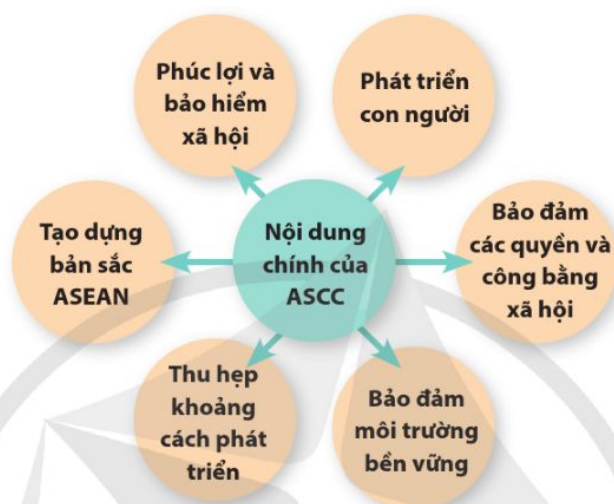 Phúc lợi và
bảo hiểm
xã hội
Phát triển
con người
Tạo dựng
bản sắc
ASEAN
Nội dung
chính của
ASCC
Bảo đảm
các quyền và
công bằng
xã hội
Thu hẹp
khoảng
cách phát
triển
Bảo đảm
môi trường
bền vững